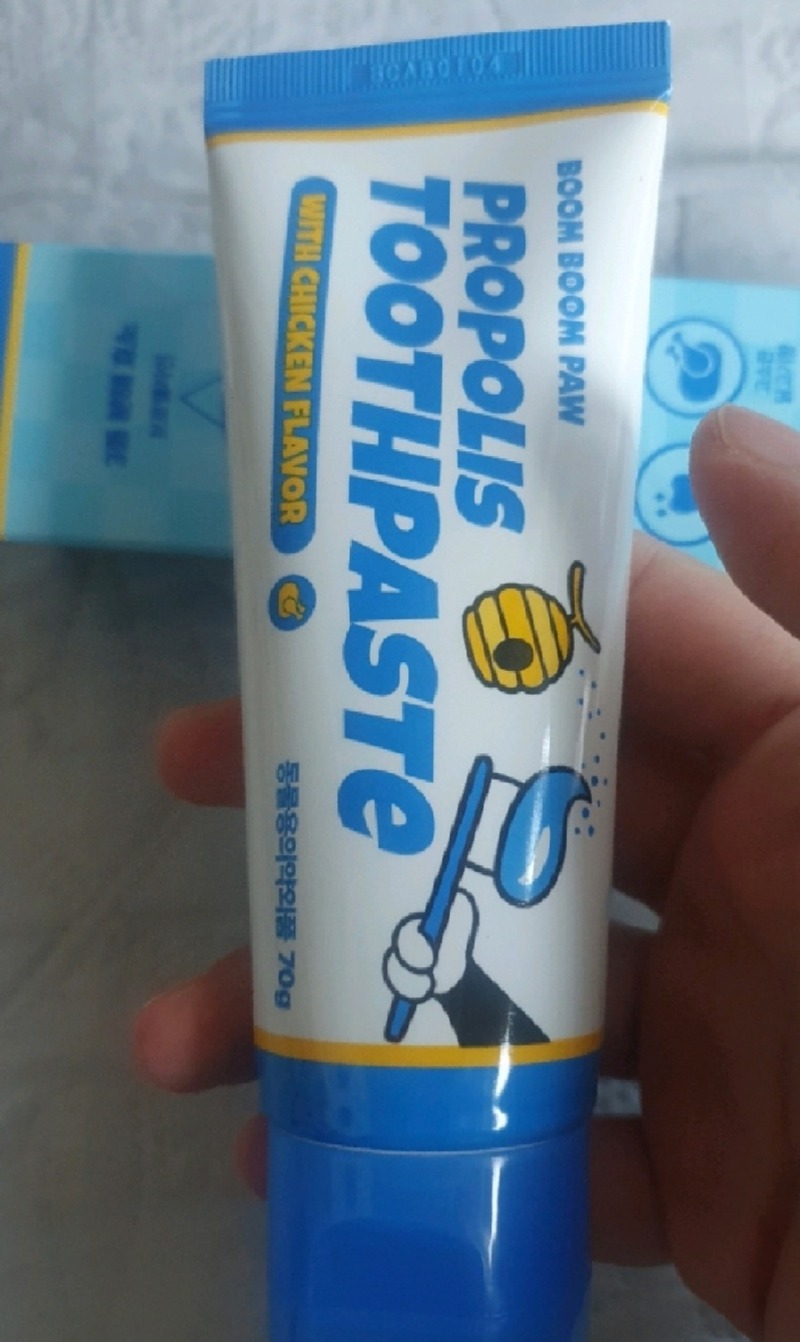 BOOM BOOM PAW
PROPOLIS
TOOTHPASTE
WITH CHICKEN FLAVOR
동물용의약외품 70g